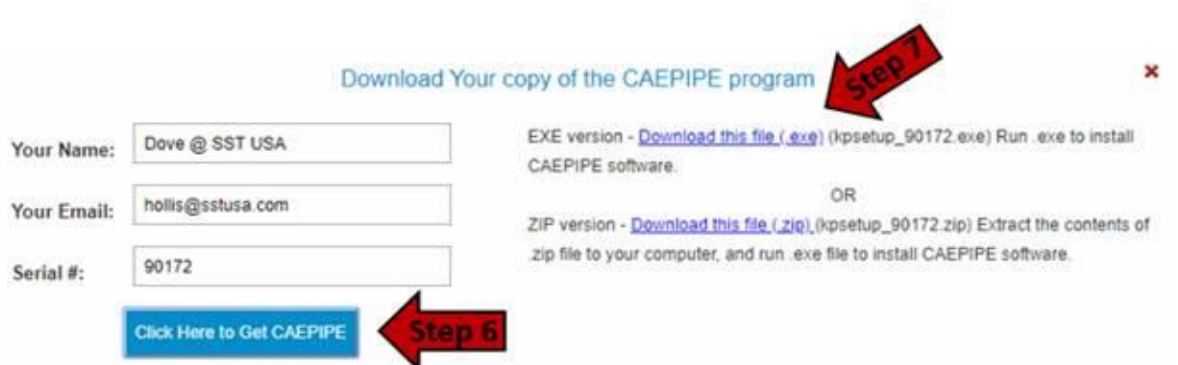 Step 7
Download Your copy of the CAEPIPE program
×
Your Name:
Dove @ SST USA
Your Email:
hollis@sstusa.com
Serial #:
90172
Click Here to Get CAEPIPE
Step 6
EXE version - Download this file (.exe) (kpsetup_90172.exe) Run .exe to install
CAEPIPE software.
OR
ZIP version - Download this file (.zip) (kpsetup_90172.zip) Extract the contents of
.zip file to your computer, and run .exe file to install CAEPIPE software.